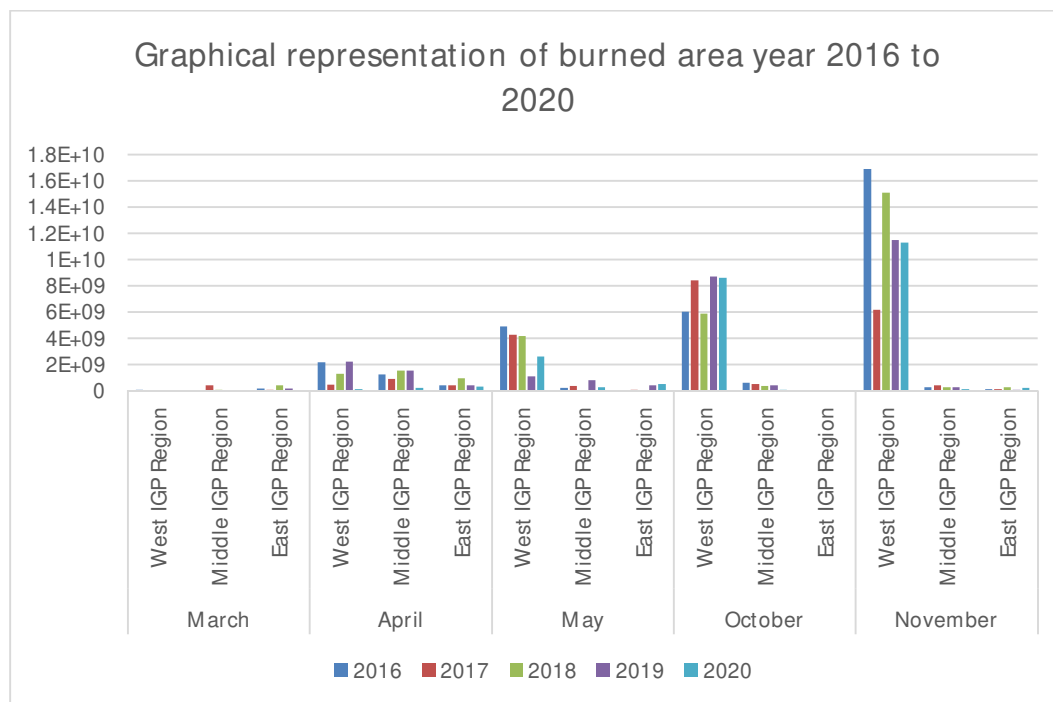 Graphical representation of burned area year 2016 to
2020
1.8E+10
1.6E+10
1.4E+10
1.2E+10
1E+10
8E+09
6E+09
4E+09
2E+09
0
West IGP Region
Middle IGP Region
East IGP Region
West IGP Region
Middle IGP Region
East IGP Region
West IGP Region
Middle IGP Region
East IGP Region
West IGP Region
Middle IGP Region
East IGP Region
West IGP Region
Middle IGP Region
East IGP Region
March
April
May
October
November
2016
2017
2018
2019
2020